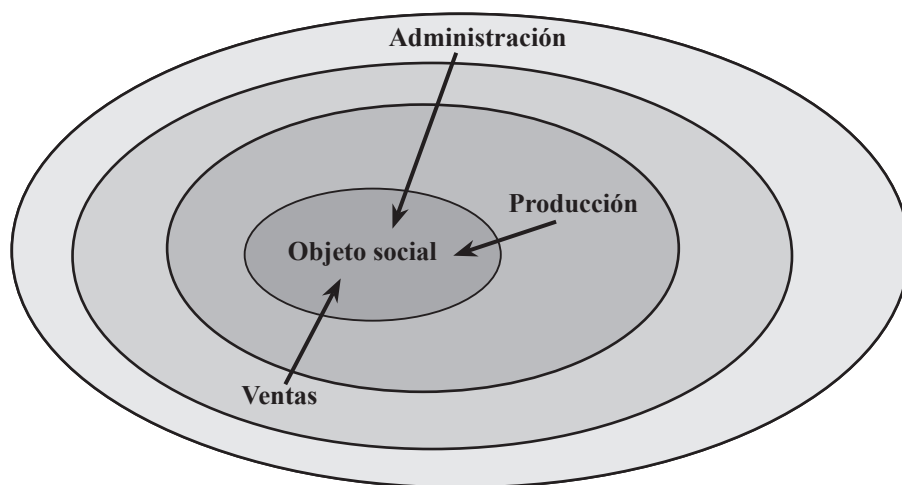 Administración
Producción
Objeto social
Ventas